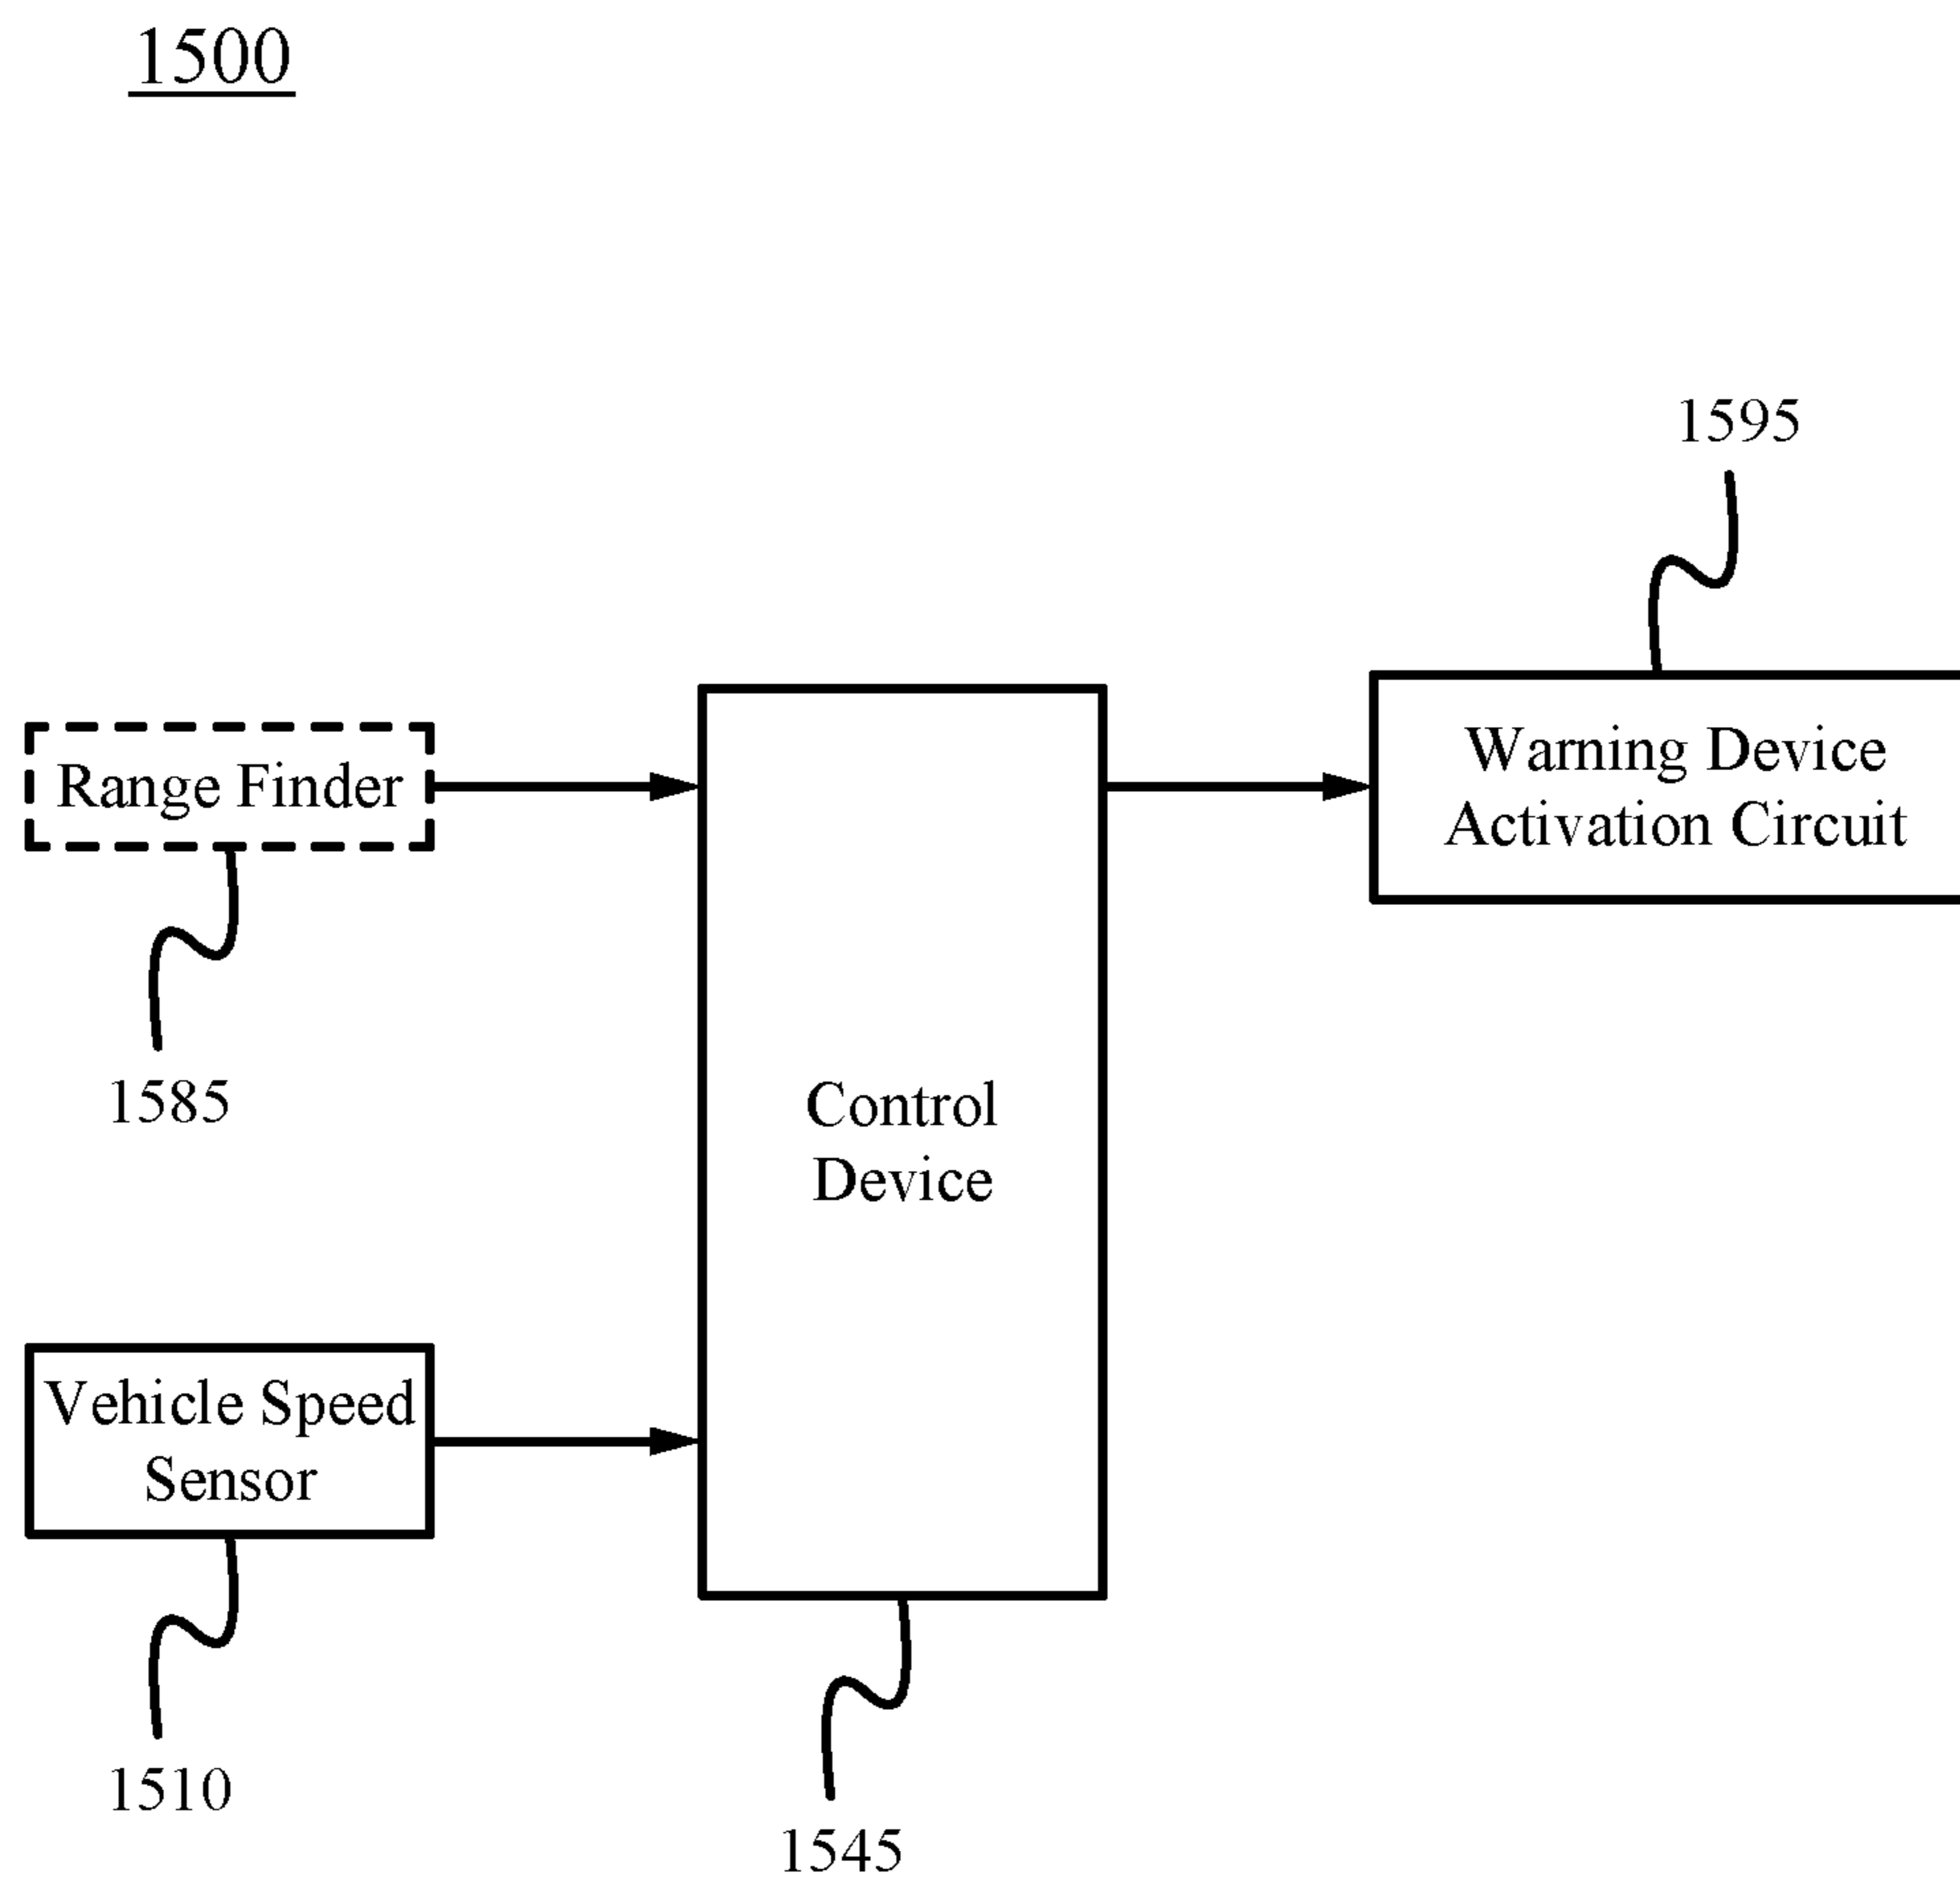 1500
1595
Warning Device
Activation Circuit
Range Finder
1585
Control
Device
Vehicle Speed
Sensor
1510
1545